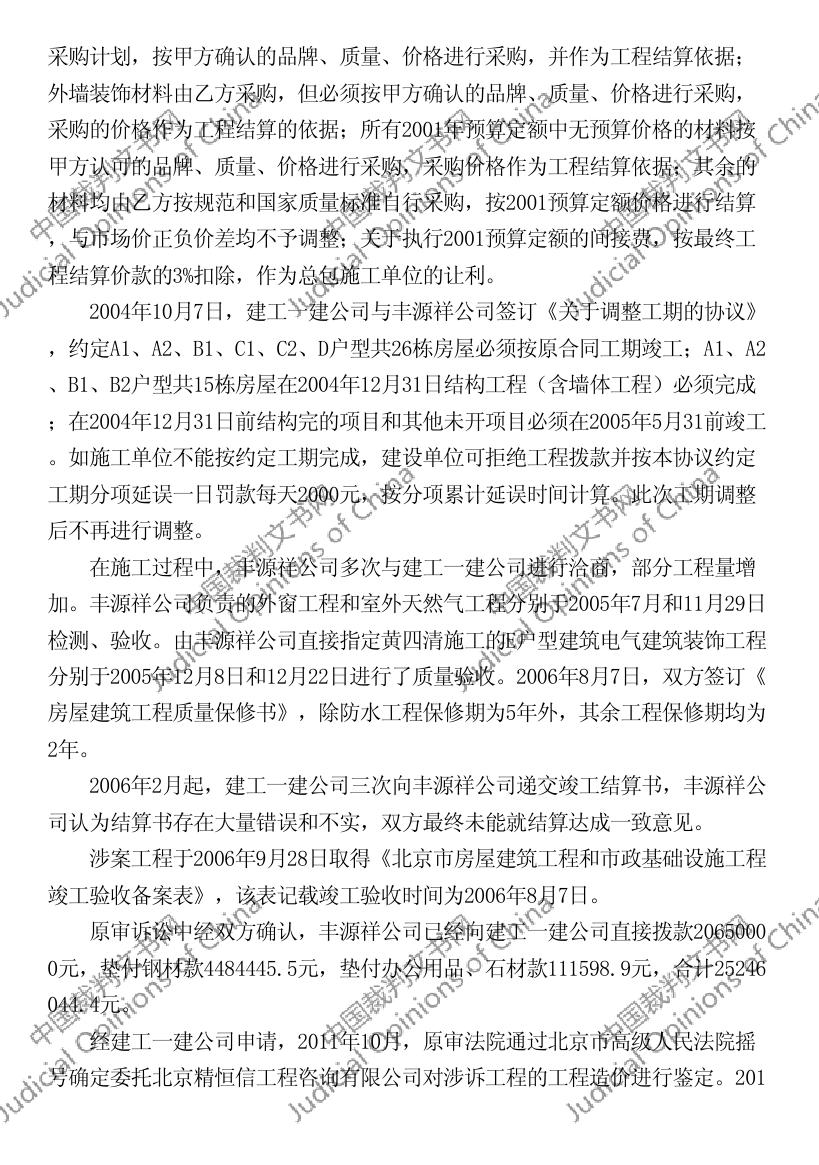 采购计划，按甲方确认的品牌、质量、价格进行采购，并作为工程结算依据；
外墙装饰材料由乙方采购，但必须按甲方确认的品牌、质量、价格进行采购，
采购的价格作为工程结算的依据；所有2001年预算定额中无预算价格的材料按
甲方认可的品牌、质量、价格进行采购，采购价格作为工程结算依据；其余的
材料均由乙方按规范和国家质量标准自行采购，按2001预算定额价格进行结算
，与市场价正负价差均不予调整；关于执行2001预算定额的间接费，按最终工
程结算价款的3%扣除，作为总包施工单位的让利。
2004年10月7日，建工一建公司与丰源祥公司签订《关于调整工期的协议》
，约定A1、A2、B1、C1、C2、D户型共26栋房屋必须按原合同工期竣工；A1、A2
、B1、B2户型共15栋房屋在2004年12月31日结构工程（含墙体工程）必须完成
；在2004年12月31日前结构完的项目和其他未开项目必须在2005年5月31前竣工
。如施工单位不能按约定工期完成，建设单位可拒绝工程拨款并按本协议约定
工期分项延误一日罚款每天2000元，按分项累计延误时间计算。此次工期调整
后不再进行调整。
在施工过程中，丰源祥公司多次与建工一建公司进行洽商，部分工程量增
加。丰源祥公司负责的外窗工程和室外天然气工程分别于2005年7月和11月29日
检测、验收。由丰源祥公司直接指定黄四清施工的E户型建筑电气建筑装饰工程
分别于2005年12月8日和12月22日进行了质量验收。2006年8月7日，双方签订《
房屋建筑工程质量保修书》，除防水工程保修期为5年外，其余工程保修期均为
2年。
2006年2月起，建工一建公司三次向丰源祥公司递交竣工结算书，丰源祥公
司认为结算书存在大量错误和不实，双方最终未能就结算达成一致意见。
涉案工程于2006年9月28日取得《北京市房屋建筑工程和市政基础设施工程
竣工验收备案表》，该表记载竣工验收时间为2006年8月7日。
原审诉讼中经双方确认，丰源祥公司已经向建工一建公司直接拨款2065000
0元，垫付钢材款4484445.5元，垫付办公用品、石材款111598.9元，合计25246
044.4元。
经建工一建公司申请，2011年10月，原审法院通过北京市高级人民法院摇
号确定委托北京精恒信工程咨询有限公司对涉诉工程的工程造价进行鉴定。201